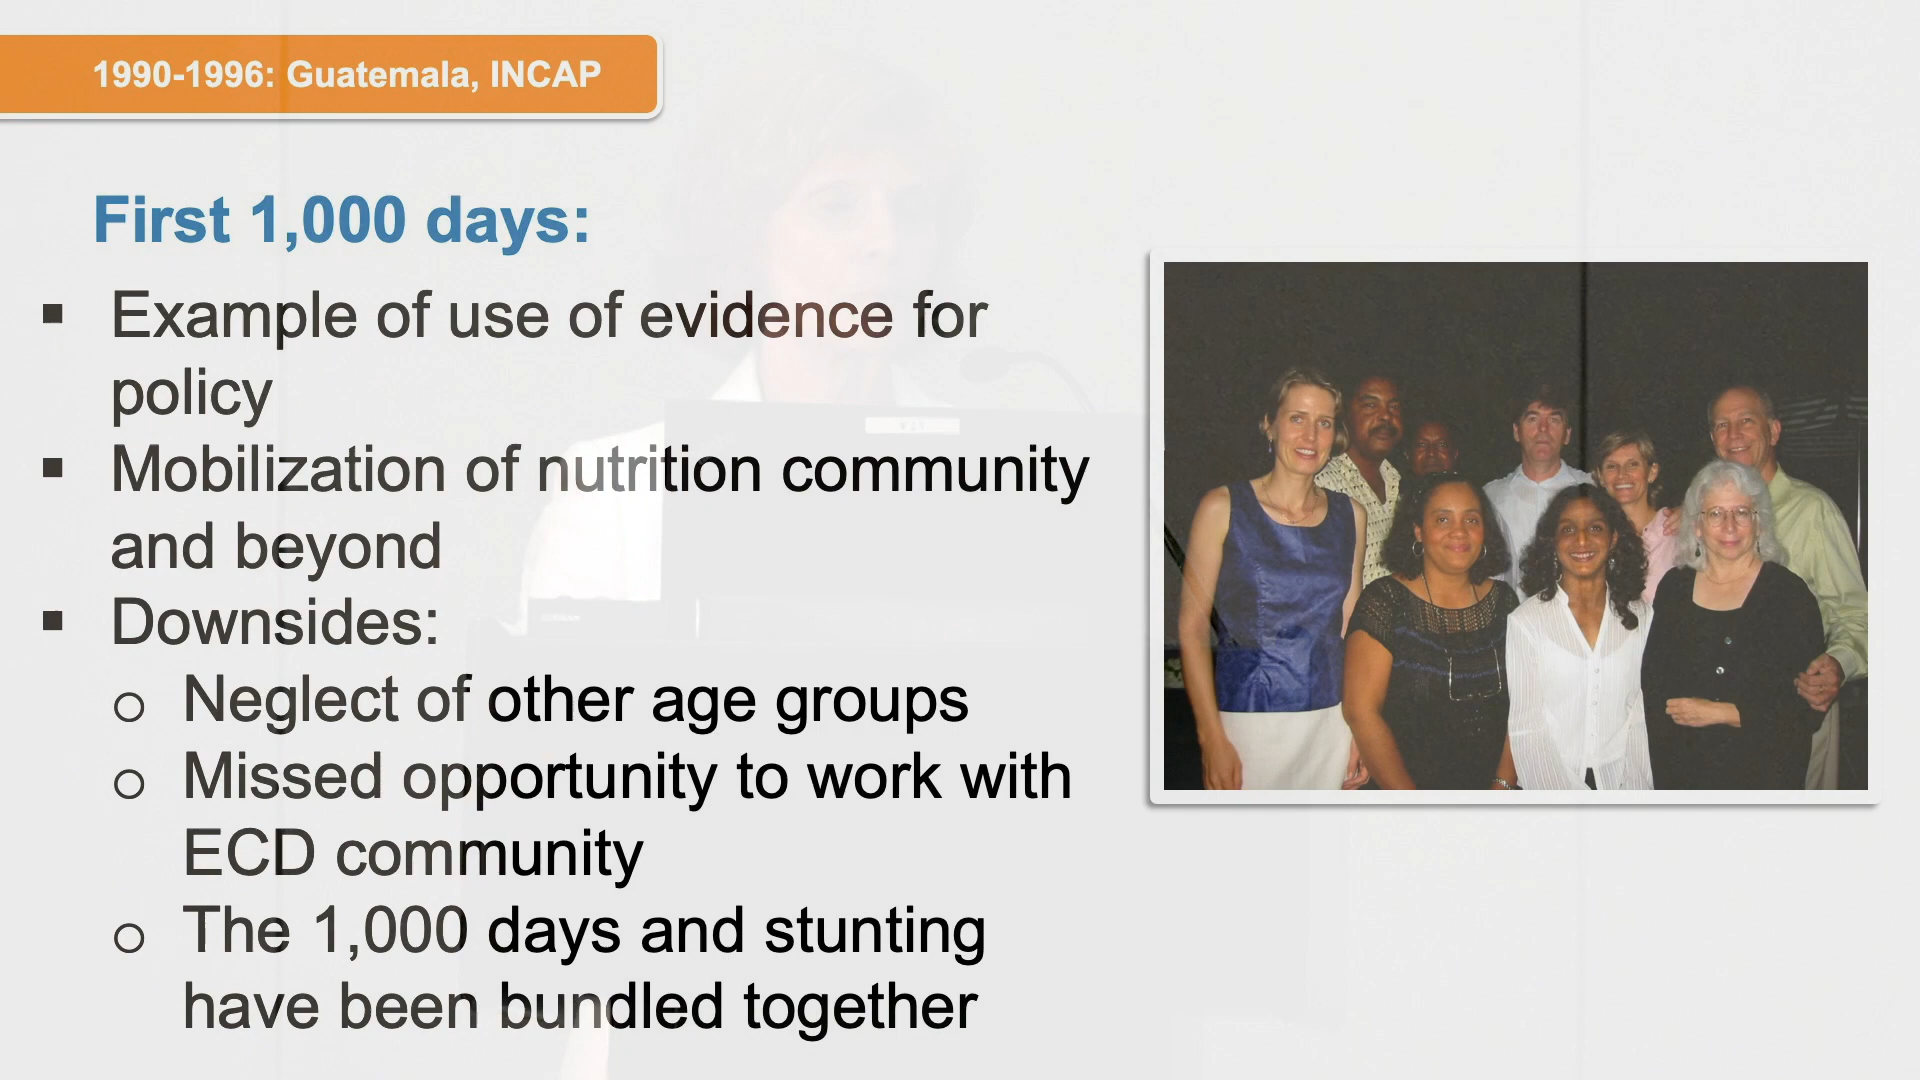 1990-1996: Guatemala, INCAP
First 1,000 days:
▪ Example of use of evidence for
policy
▪ Mobilization of nutrition community
and beyond
▪ Downsides:
o Neglect of other age groups
o Missed opportunity to work with
ECD community
o The 1,000 days and stunting
have been bundled together